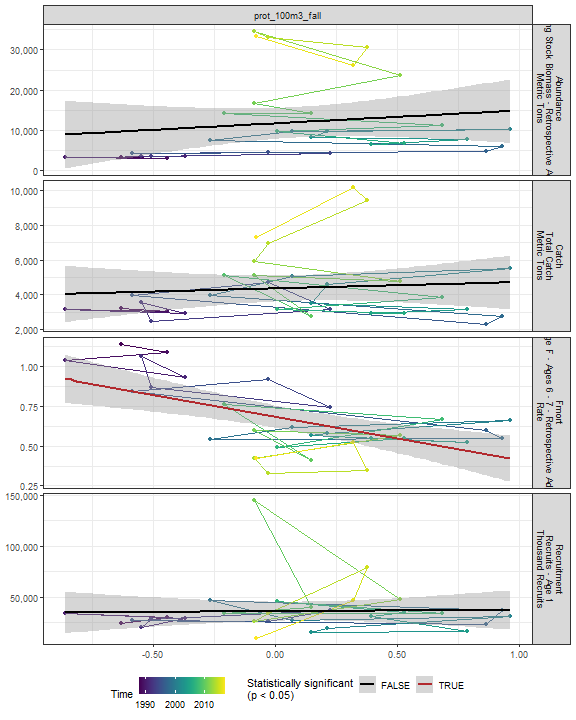 prot_100m3_fall
30,000
20,000
10,000
0
Abundance
Stock Biomass - Retrospective
Metric Tons
10,000
8,000
6,000
4,000
2,000
Catch
Total Catch
Metric Tons
1.00
0.75
0.50
0.25
Fmort
F - Ages 6 - 7 - Retrospective
Rate
150,000
100,000
50,000
Recruitment
Recruits - Age 1
Thousand Recruits
-0.50
0.00
0.50
1.00
Time
1990 2000 2010
Statistically significant
(p < 0.05)
FALSE
TRUE